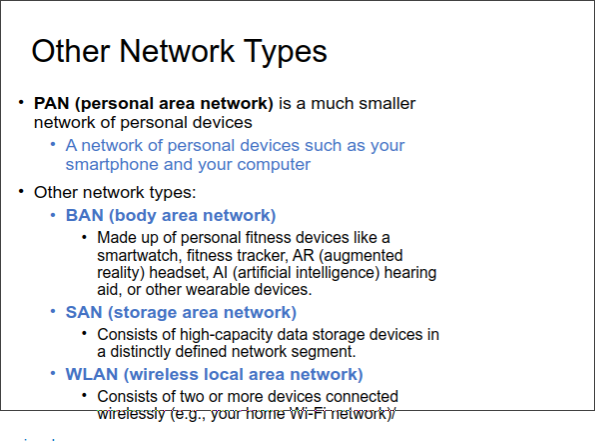 Other Network Types
• PAN (personal area network) is a much smaller
network of personal devices
• A network of personal devices such as your
smartphone and your computer
• Other network types:
• BAN (body area network)
• Made up of personal fitness devices like a
smartwatch, fitness tracker, AR (augmented
reality) headset, AI (artificial intelligence) hearing
aid, or other wearable devices.
• SAN (storage area network)
• Consists of high-capacity data storage devices in
a distinctly defined network segment.
• WLAN (wireless local area network)
• Consists of two or more devices connected
wirelessly (e.g., your home Wi-Fi network)/